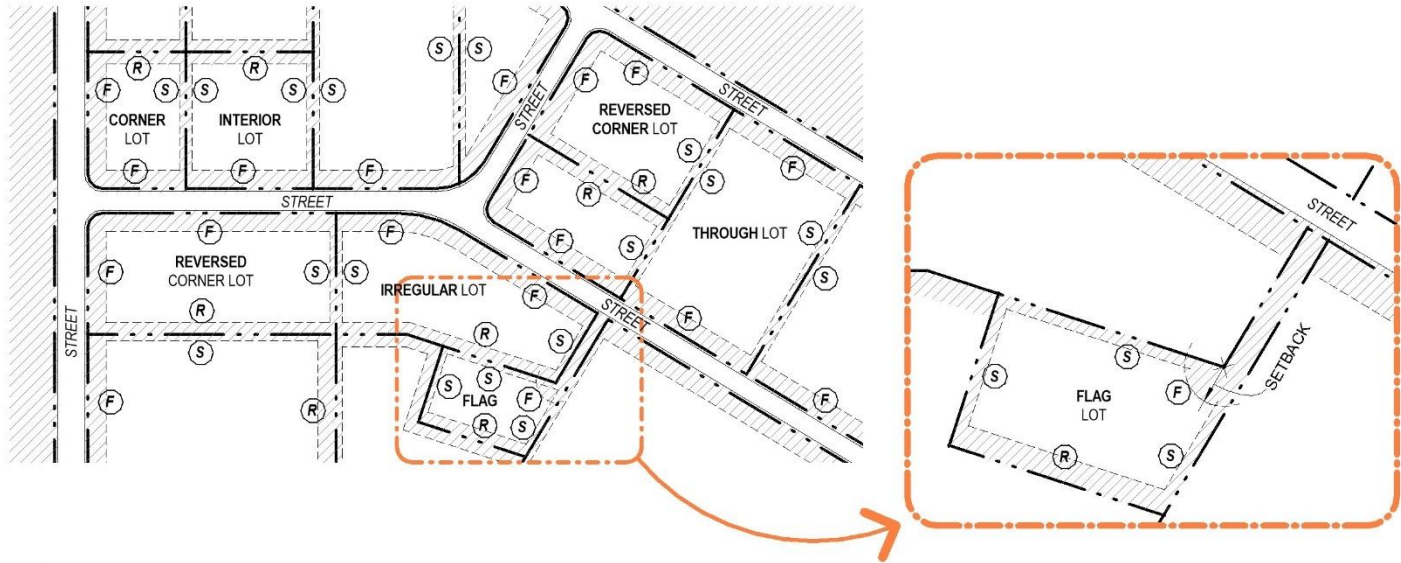 S S
F
F F
STREET
R R
F S S S S
CORNER
LOT
INTERIOR
LOT
STREET
REVERSED
CORNER LOT
F F F
S F
F R R S
STREET
F F
F S
THROUGH LOT
S
REVERSED
CORNER LOT
F S S
S
IRREGULAR LOT
F
R
STREET
STREET
F
R S
S
S S
FLAG
F
F R F
R S
STREET
S
S F
SETBACK
FLAG
LOT
R S